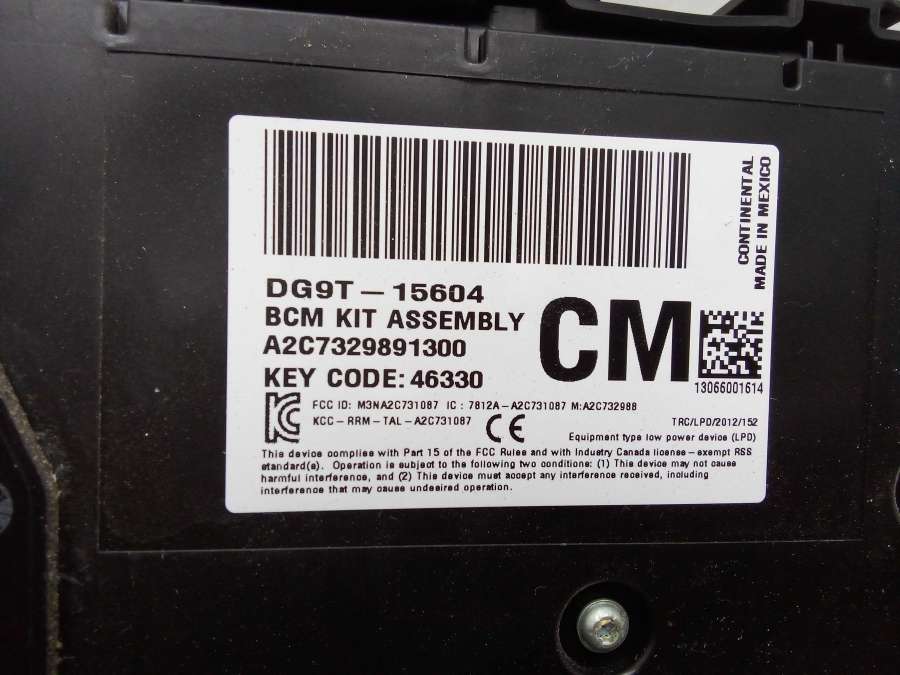 CONTINENTAL
MADE IN MEXICO
DG9T-15604
BCM KIT ASSEMBLY
A2C7329891300
KEY CODE: 46330
CM
13066001614
FCC ID: M3NA2C731087 IC: 7812A-A2C731087 M:A2C732988
KCC-RRM-TAL-A2C731087
CE
TRC/LPD/2012/152
Equipment type low power device (LPD)
This device complies with Part 15 of the FCC Rules and with Industry Canada license-exempt RSS
standard(s). Operation is subject to the following two conditions: (1) This device may not cause
harmful interference, and (2) This device must accept any interference received, including
interference that may cause undesired operation.